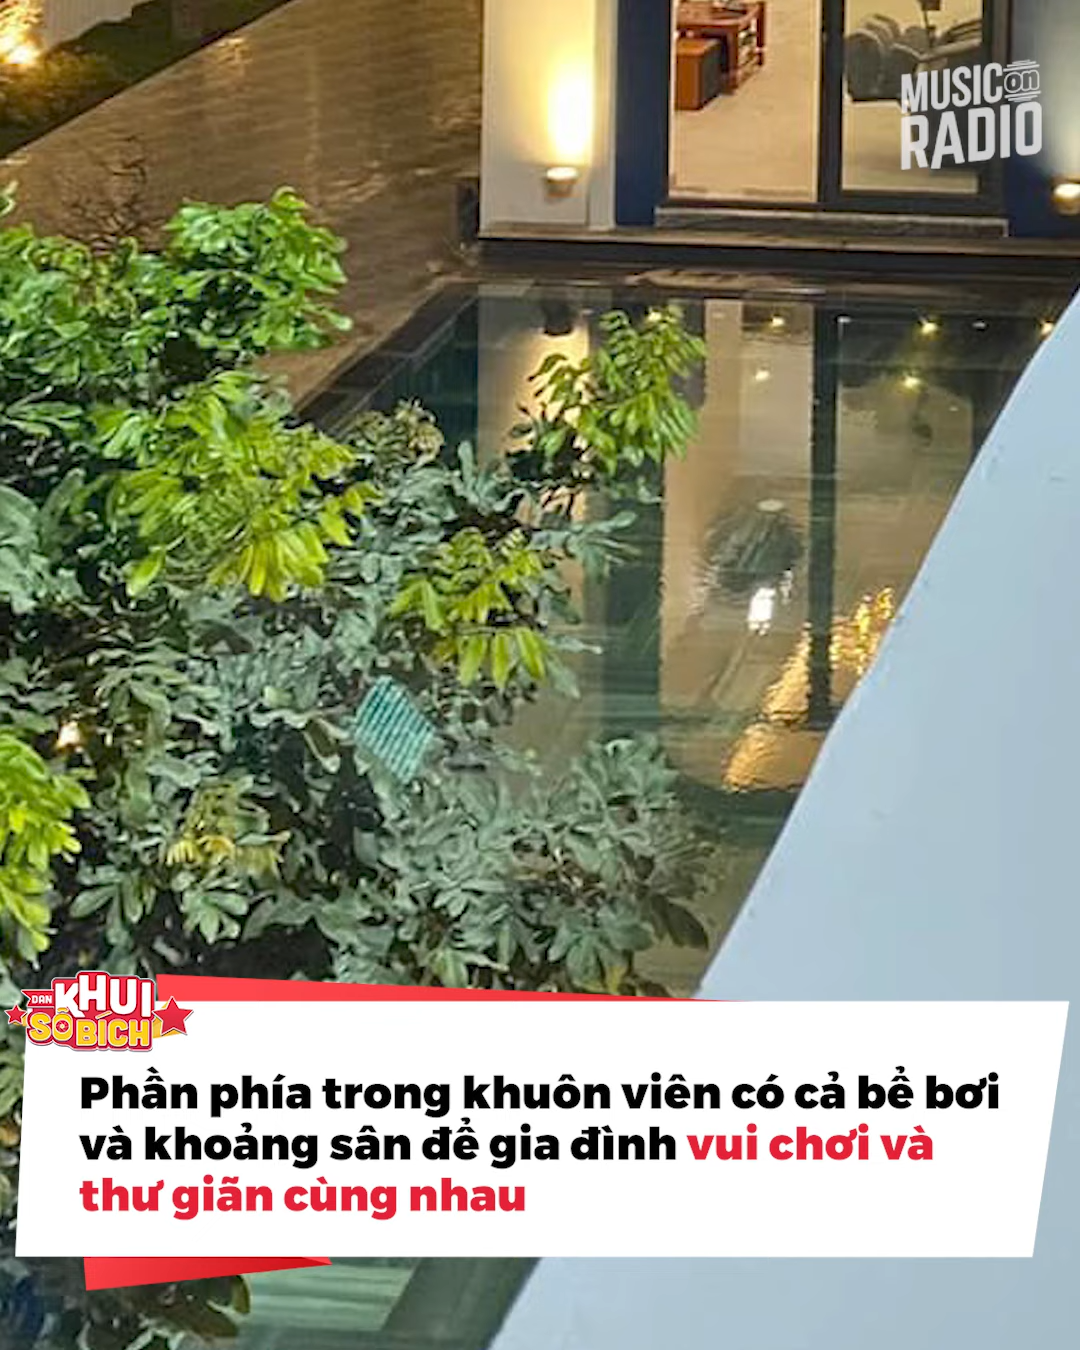 MUSIC on
RADIO
DAN KHUI
SÔ BÍCH
Phần phía trong khuôn viên có cả bể bơi
và khoảng sân để gia đình vui chơi và
thư giãn cùng nhau